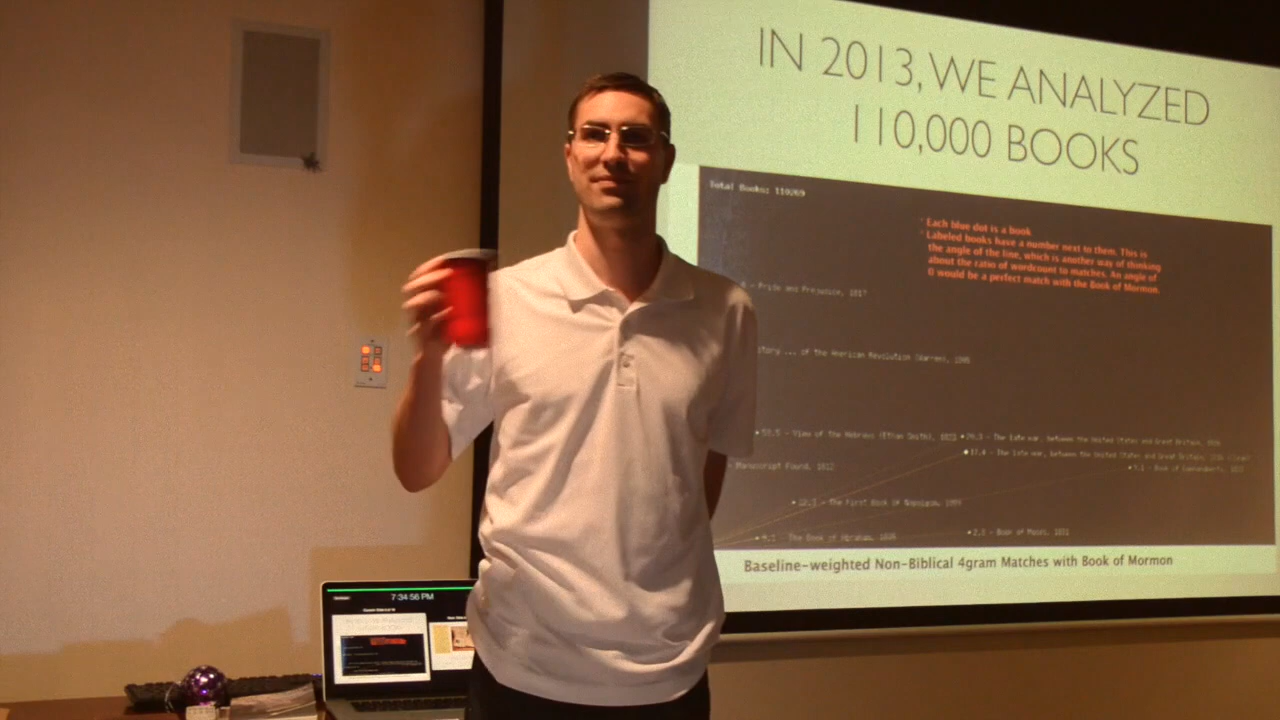 IN 2013, WE ANALYZED
110,000 BOOKS
Total Books: 110269
* Each blue dot is a book
* Labeled books have a number next to them. This is
the angle of the line, which is another way of thinking
about the ratio of wordcount to matches. An angle of
0 would be a perfect match with the Book of Mormon.
- Pride and Prejudice, 1817
... of the American Revolution (Warren), 1805
- View of the Hebrews (Ethan Smith), 1823
- The Late War, between the United States and Great Britain,
- The Late War, between the United States and Great Britain,
Manuscript Found, 1812
- Book of Commandments,
- The First Book of Napoleon, 1809
- The Book of Abraham,
- Book of Moses,
Baseline-weighted Non-Biblical 4gram Matches with Book of Mormon
7:34:56 PM